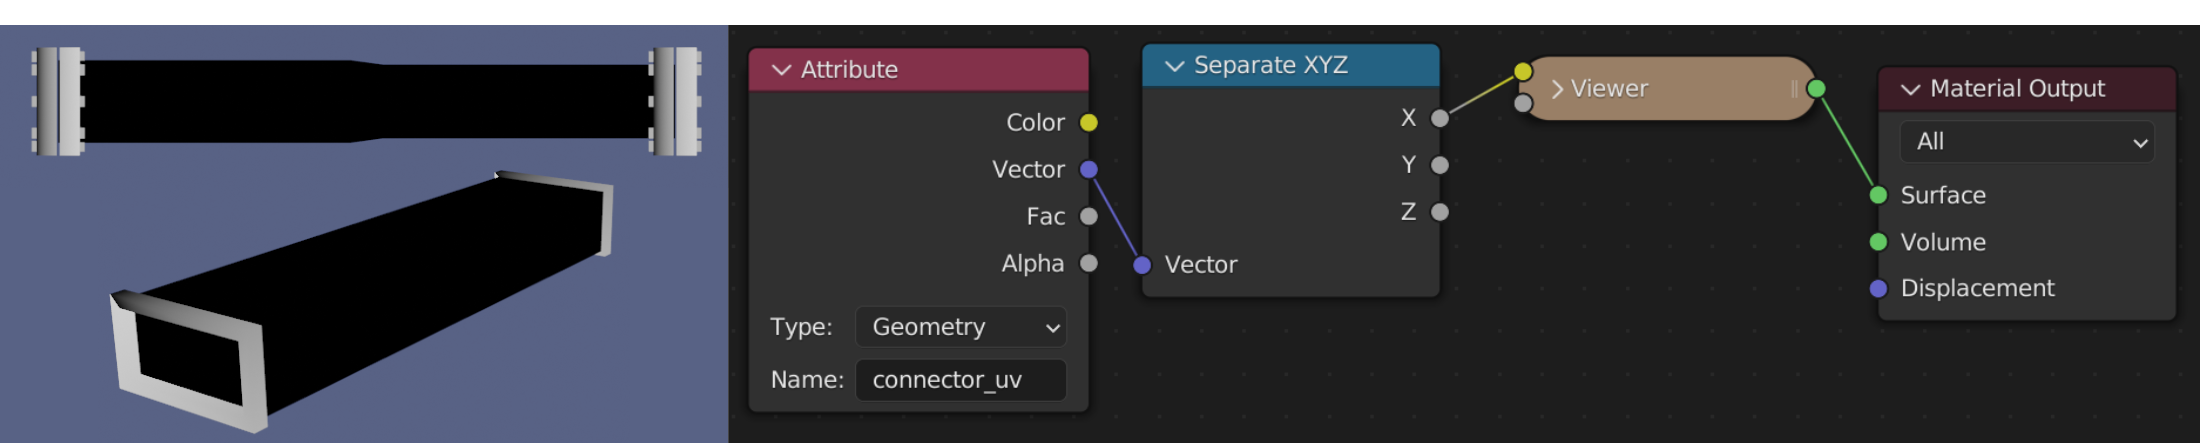 Attribute
Color
Vector
Fac
Alpha
Type:
Geometry
Name:
connector_uv
Separate XYZ
X
Y
Z
Vector
Viewer
Material Output
All
Surface
Volume
Displacement